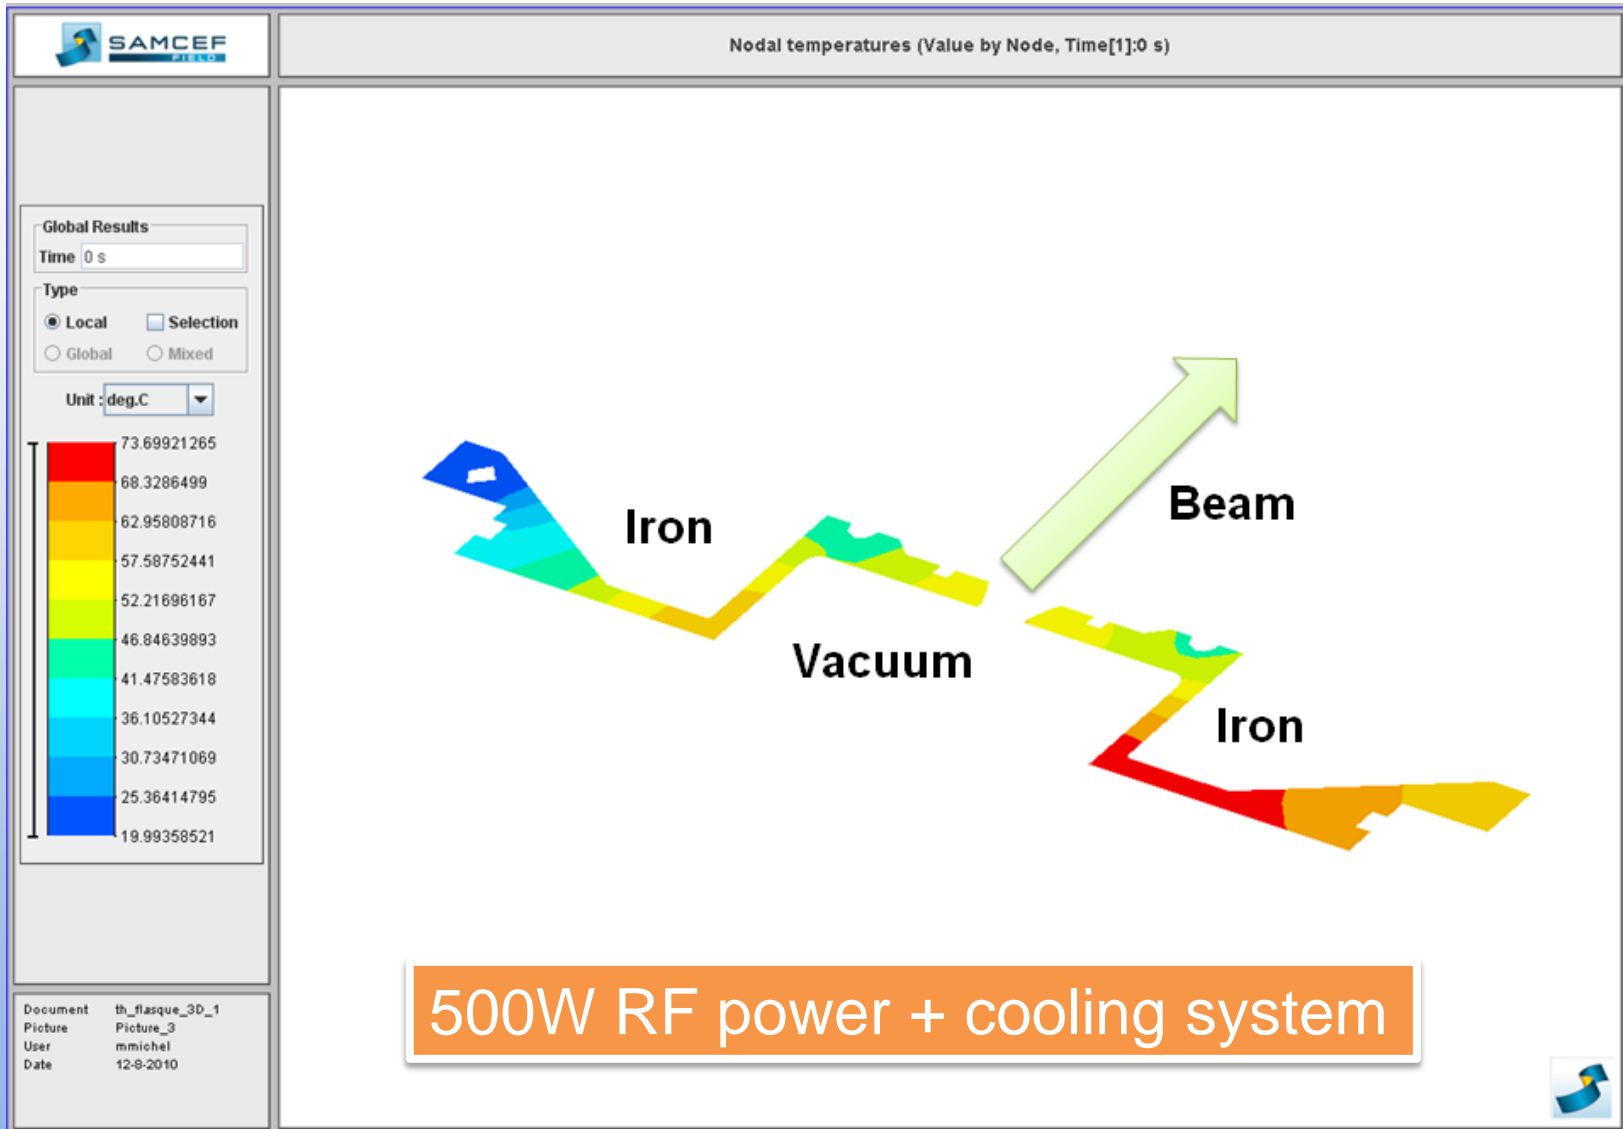 SAMCEF
FIELD
Nodal temperatures (Value by Node, Time[1]:0 s)
Global Results
Time 0 s
Type
Local Selection
Global Mixed
Unit : deg.C
73.69921265
68.3286499
62.95808716
57.58752441
52.21696167
46.84639893
41.47583618
36.10527344
30.73471069
25.36414795
19.99358521
Beam
Iron
Vacuum
Iron
500W RF power + cooling system
Document th_flasque_3D_1
Picture Picture_3
User mmichel
Date 12-8-2010